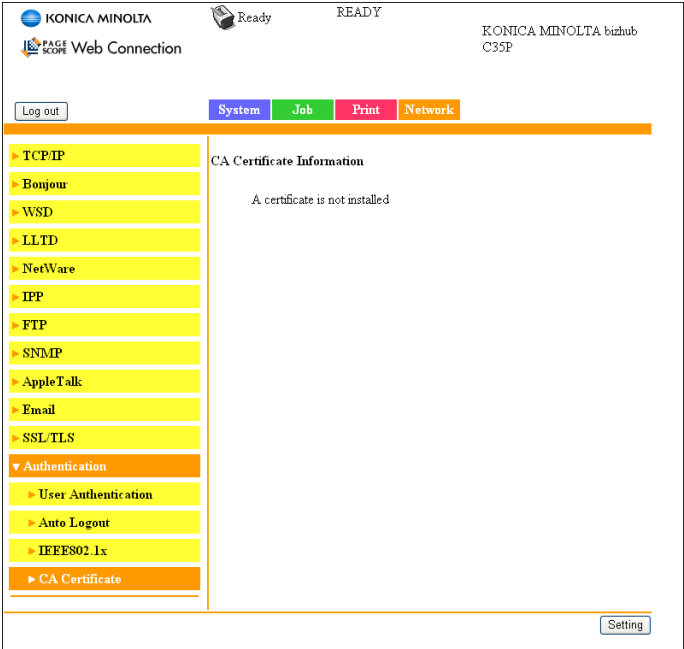 KONICA MINOLTA
PAGE SCOPE Web Connection
Ready
READY
KONICA MINOLTA bizhub
C35P
Log out
System
Job
Print
Network
TCP/IP
Bonjour
WSD
LLTD
NetWare
IPP
FTP
SNMP
AppleTalk
Email
SSL/TLS
Authentication
User Authentication
Auto Logout
IEEE802.1x
CA Certificate
CA Certificate Information
A certificate is not installed
Setting